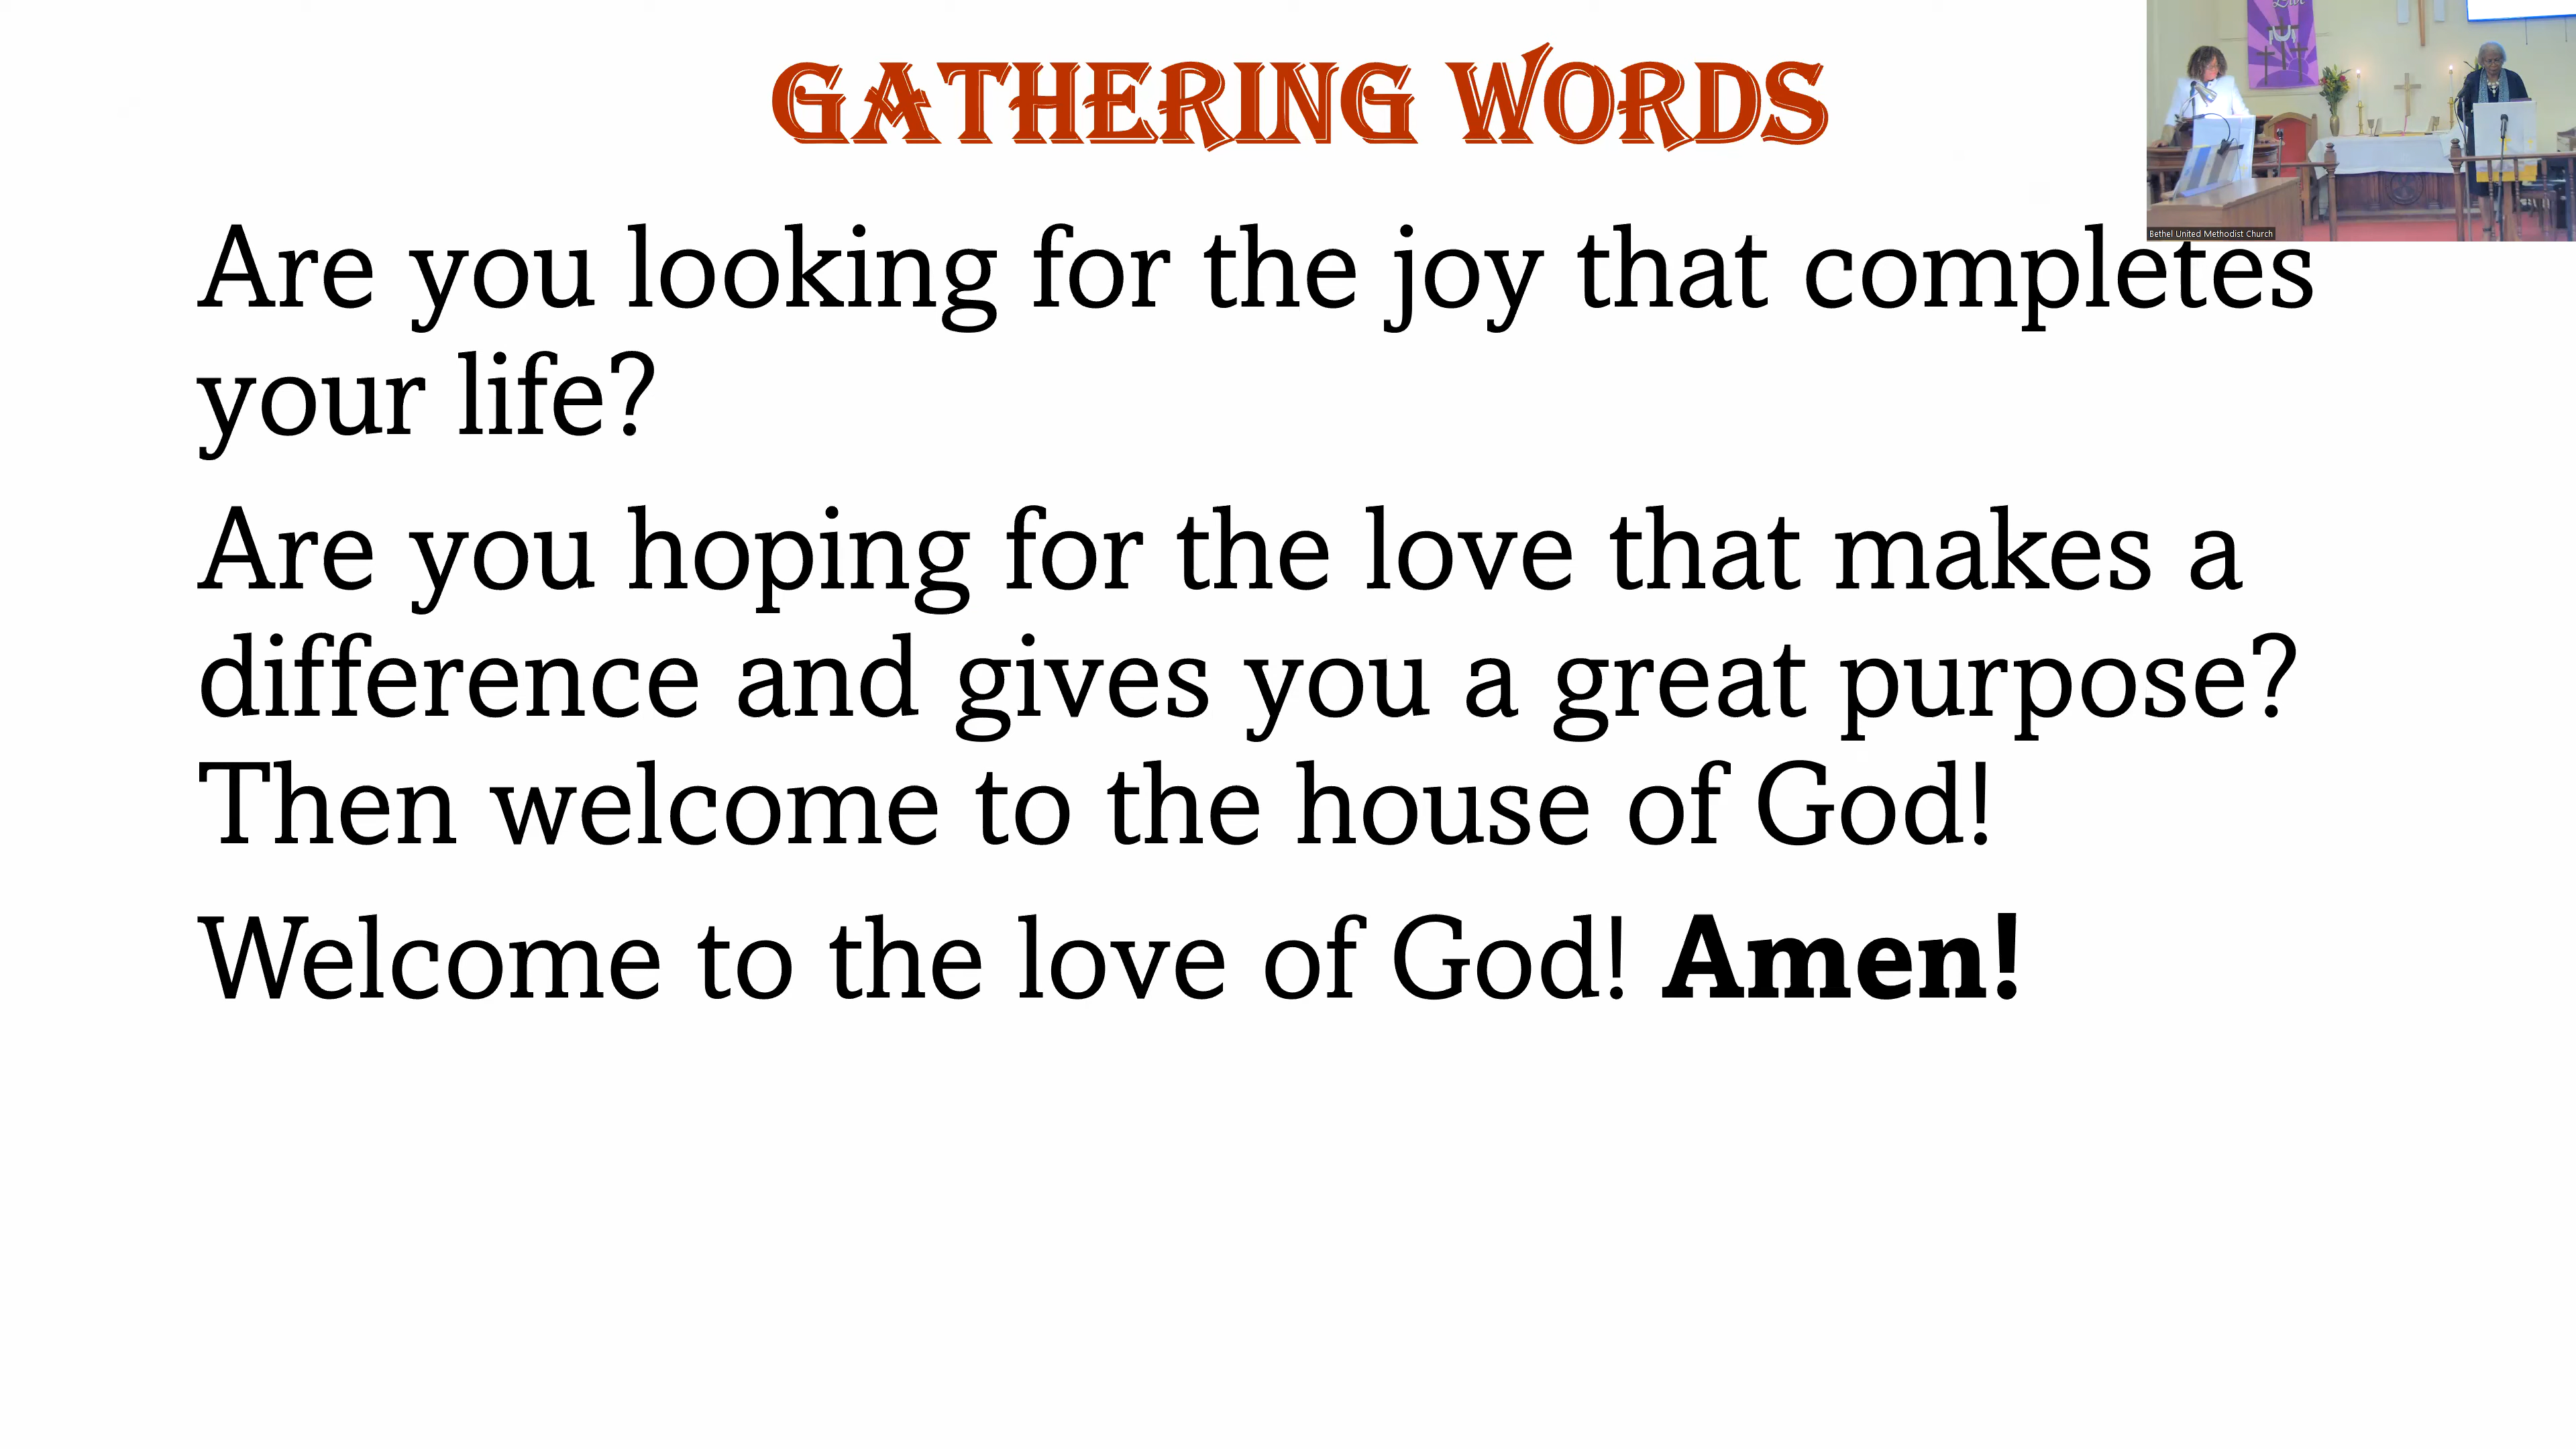 GATHERING WORDS
Are you looking for the joy that completes
your life?
Are you hoping for the love that makes a
difference and gives you a great purpose?
Then welcome to the house of God!
Welcome to the love of God! Amen!
Bethel United Methodist Church